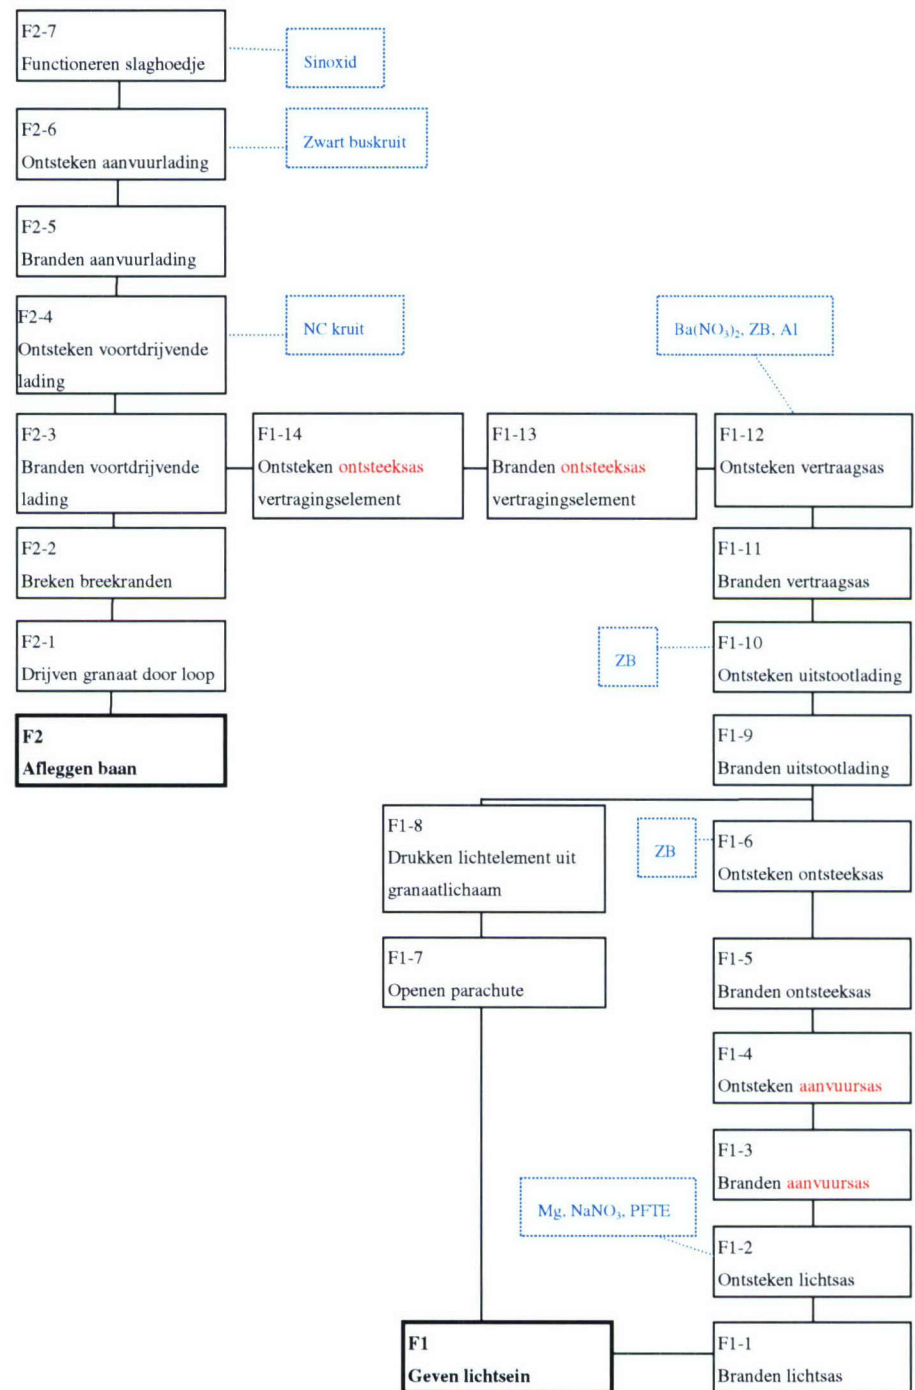 F2-7
Functioneren slaghoedje
Sinoxid
F2-6
Ontsteken aanvuurlading
Zwart buskruit
F2-5
Branden aanvuurlading
F2-4
Ontsteken voortdrijvende
lading
NC kruit
Ba(NO₃)₂, ZB, Al
F2-3
Branden voortdrijvende
lading
F1-14
Ontsteken ontsteeksas
vertragingselement
F1-13
Branden ontsteeksas
vertragingselement
F1-12
Ontsteken vertraagsas
F2-2
Breken breekranden
F1-11
Branden vertraagsas
F2-1
Drijven granaat door loop
ZB
F1-10
Ontsteken uitstootlading
F2
Afleggen baan
F1-9
Branden uitstootlading
F1-8
Drukken lichtelement uit
granaatlichaam
ZB
F1-6
Ontsteken ontsteeksas
F1-7
Openen parachute
F1-5
Branden ontsteeksas
F1-4
Ontsteken aanvuursas
F1-3
Branden aanvuursas
Mg, NaNO₃, PFTE
F1-2
Ontsteken lichtsas
F1
Geven lichtsein
F1-1
Branden lichtsas